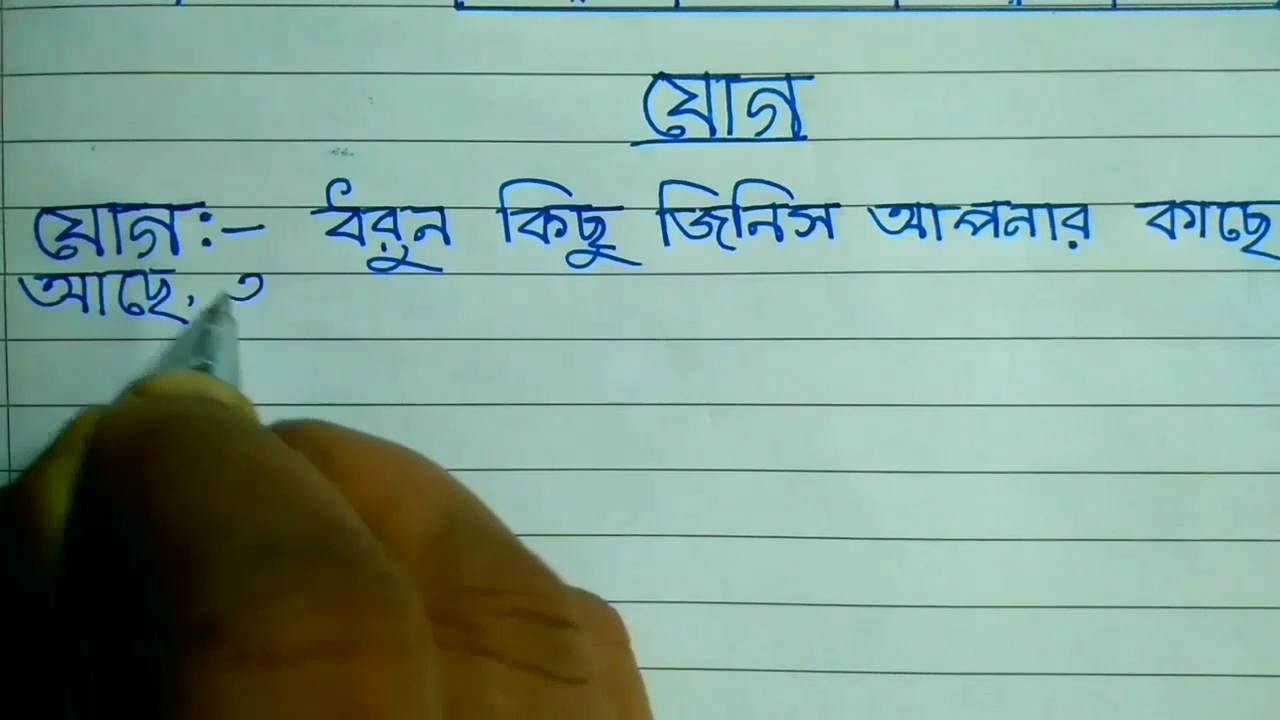 যোগ
যোগ:- ধরুন কিছু জিনিস আপনার কাছে
আছে,